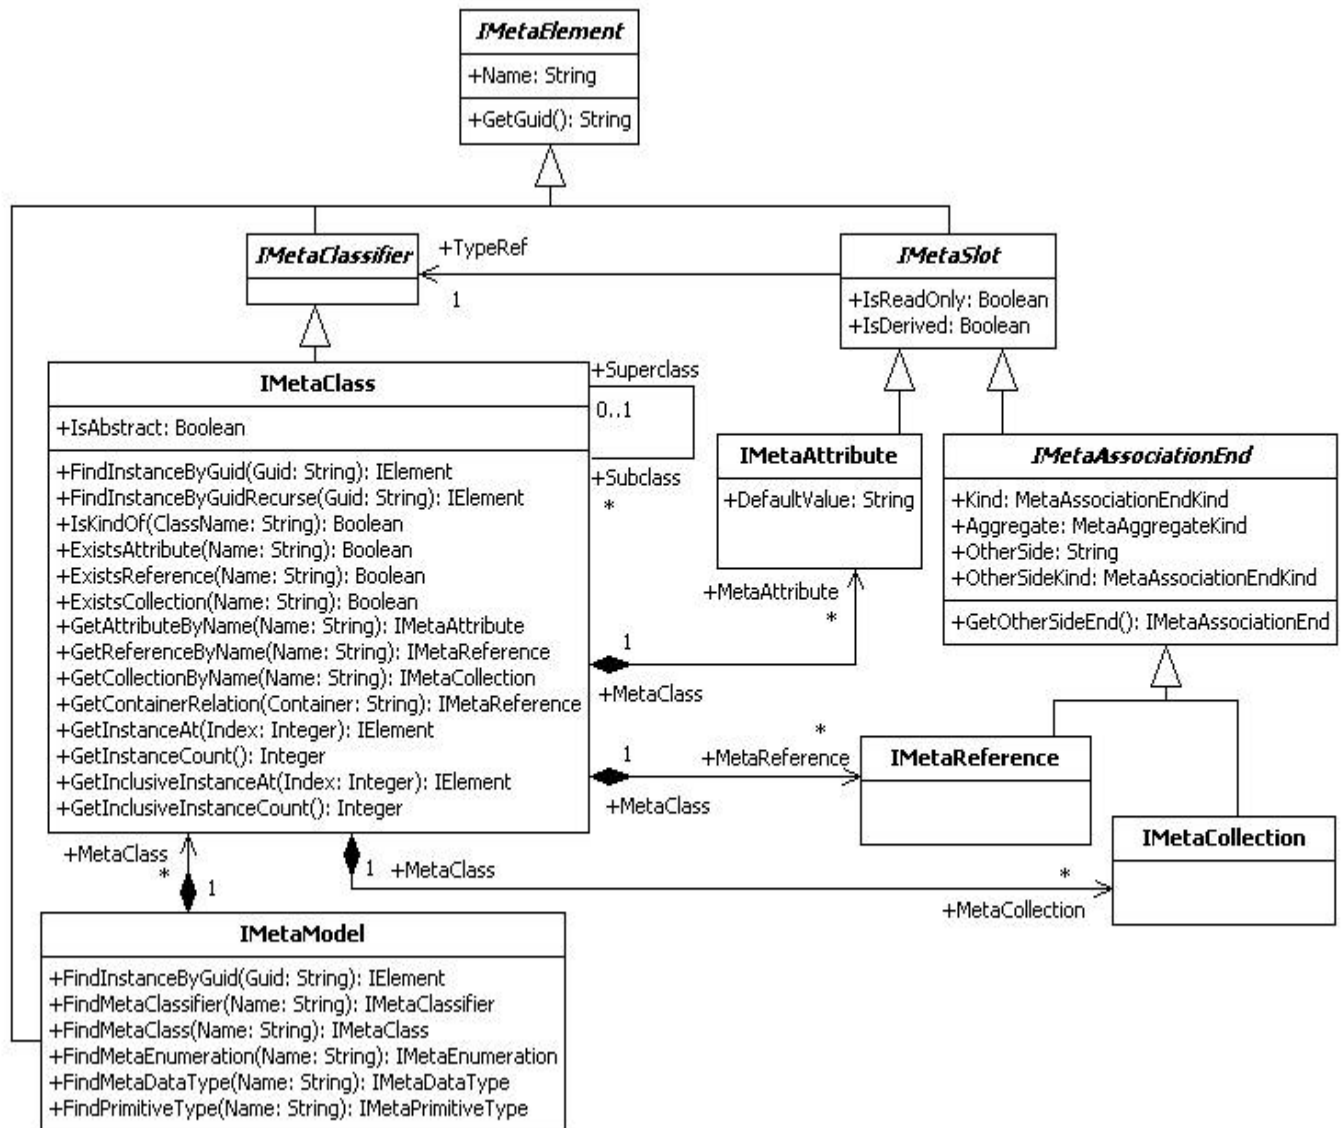 IMetaElement
+Name: String
+GetGuid(): String
IMetaClassifier
+TypeRef
1
IMetaSlot
+IsReadOnly: Boolean
+IsDerived: Boolean
IMetaClass
+IsAbstract: Boolean
+FindInstanceByGuid(Guid: String): IElement
+FindInstanceByGuidRecurse(Guid: String): IElement
+IsKindOf(ClassName: String): Boolean
+ExistsAttribute(Name: String): Boolean
+ExistsReference(Name: String): Boolean
+ExistsCollection(Name: String): Boolean
+GetAttributeByName(Name: String): IMetaAttribute
+GetReferenceByName(Name: String): IMetaReference
+GetCollectionByName(Name: String): IMetaCollection
+GetContainerRelation(Container: String): IMetaReference
+GetInstanceAt(Index: Integer): IElement
+GetInstanceCount(): Integer
+GetInclusiveInstanceAt(Index: Integer): IElement
+GetInclusiveInstanceCount(): Integer
+Superclass
0..1
+Subclass
*
IMetaAttribute
+DefaultValue: String
IMetaAssociationEnd
+Kind: MetaAssociationEndKind
+Aggregate: MetaAggregateKind
+OtherSide: String
+OtherSideKind: MetaAssociationEndKind
+GetOtherSideEnd(): IMetaAssociationEnd
+MetaAttribute
*
1
+MetaClass
*
1
+MetaReference
+MetaClass
IMetaReference
IMetaCollection
+MetaClass
*
1
1
+MetaClass
*
+MetaCollection
IMetaModel
+FindInstanceByGuid(Guid: String): IElement
+FindMetaClassifier(Name: String): IMetaClassifier
+FindMetaClass(Name: String): IMetaClass
+FindMetaEnumeration(Name: String): IMetaEnumeration
+FindMetaDataType(Name: String): IMetaDataType
+FindPrimitiveType(Name: String): IMetaPrimitiveType